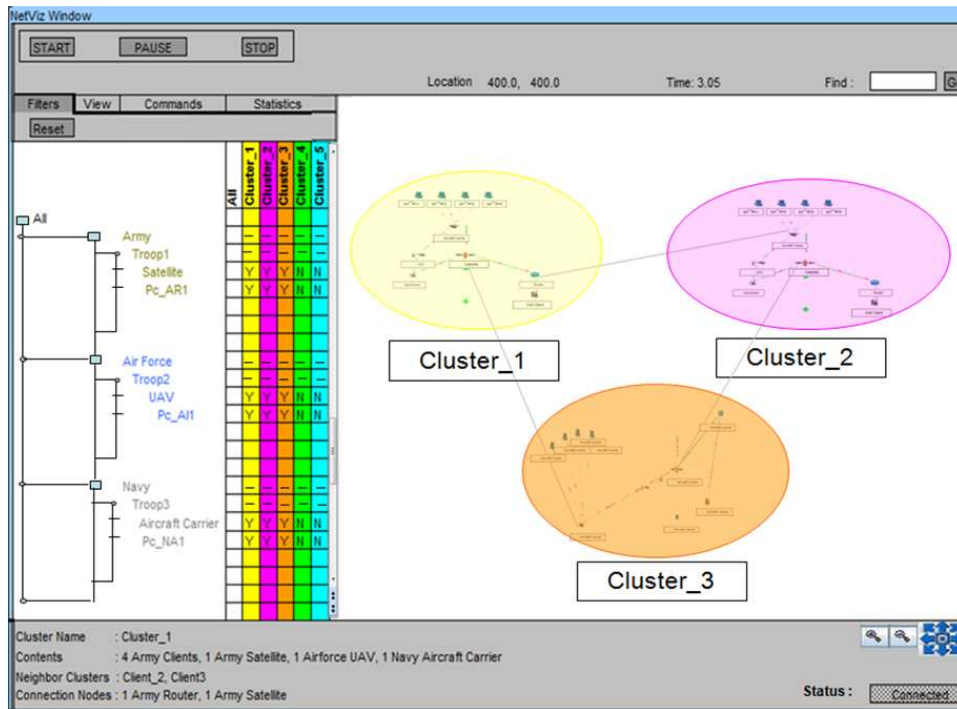 NetViz Window
START PAUSE STOP
Location 400.0, 400.0 Time: 3.05 Find :
Filters View Commands Statistics
Reset
All Cluster_1 Cluster_2 Cluster_3 Cluster_4 Cluster_5
All
Army – – – – –
Troop1 – – – – –
Satellite Y Y Y N N
Pc_AR1 Y Y Y N N
Air Force – – – – –
Troop2 – – – – –
UAV Y Y Y N N
Pc_AI1 Y Y Y N N
Navy – – – – –
Troop3 – – – – –
Aircraft Carrier Y Y Y N N
Pc_NA1 Y Y Y N N
Cluster_1
Cluster_2
Cluster_3
Cluster Name : Cluster_1
Contents : 4 Army Clients, 1 Army Satellite, 1 Airforce UAV, 1 Navy Aircraft Carrier
Neighbor Clusters : Client_2, Client3
Connection Nodes : 1 Army Router, 1 Army Satellite
Status : Connected